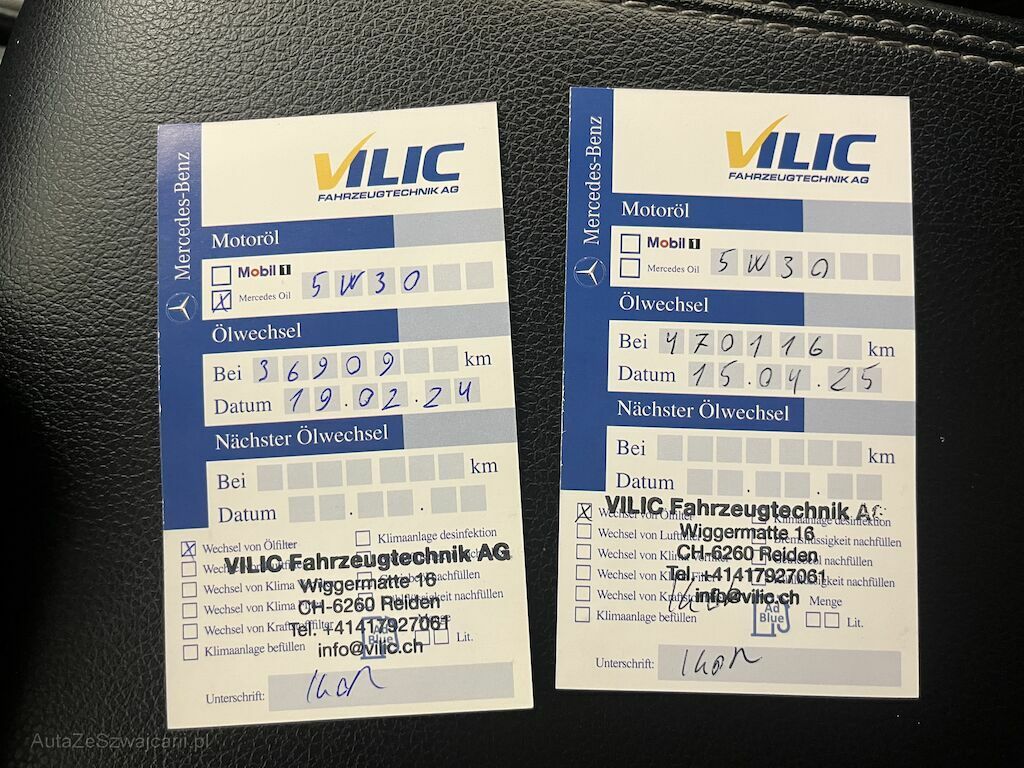 Mercedes-Benz
VILIC
FAHRZEUGTECHNIK AG
Motoröl
Mobil 1
Mercedes Oil
5W30
Ölwechsel
Bei 36909 km
Datum 19.02.24
Nächster Ölwechsel
Bei km
Datum
Wechsel von Ölfilter
Klimaanlage desinfektion
Wechsel von
Wechsel von Klima
nachfüllen
Wechsel von Klima
nachfüllen
Wechsel von Kraftstofffilter
Klimaanlage befüllen
Ad
Blue
Lit.
VILIC Fahrzeugtechnik AG
Wiggermatte 16
CH-6260 Reiden
Tel. +41417927061
info@vilic.ch
Unterschrift:
Mercedes-Benz
VILIC
FAHRZEUGTECHNIK AG
Motoröl
Mobil 1
Mercedes Oil
5W30
Ölwechsel
Bei 470116 km
Datum 15.04.25
Nächster Ölwechsel
Bei km
Datum
Wechsel von Ölfilter
Klimaanlage desinfektion
Wechsel von Luftfilter
Bremsflüssigkeit nachfüllen
Wechsel von
nachfüllen
Wechsel von
nachfüllen
Wechsel von
Klimaanlage befüllen
Ad
Blue
Menge
Lit.
VILIC Fahrzeugtechnik AG
Wiggermatte 16
CH-6260 Reiden
Tel. +41417927061
info@vilic.ch
Unterschrift:
AutaZeSzwajcarii.pl